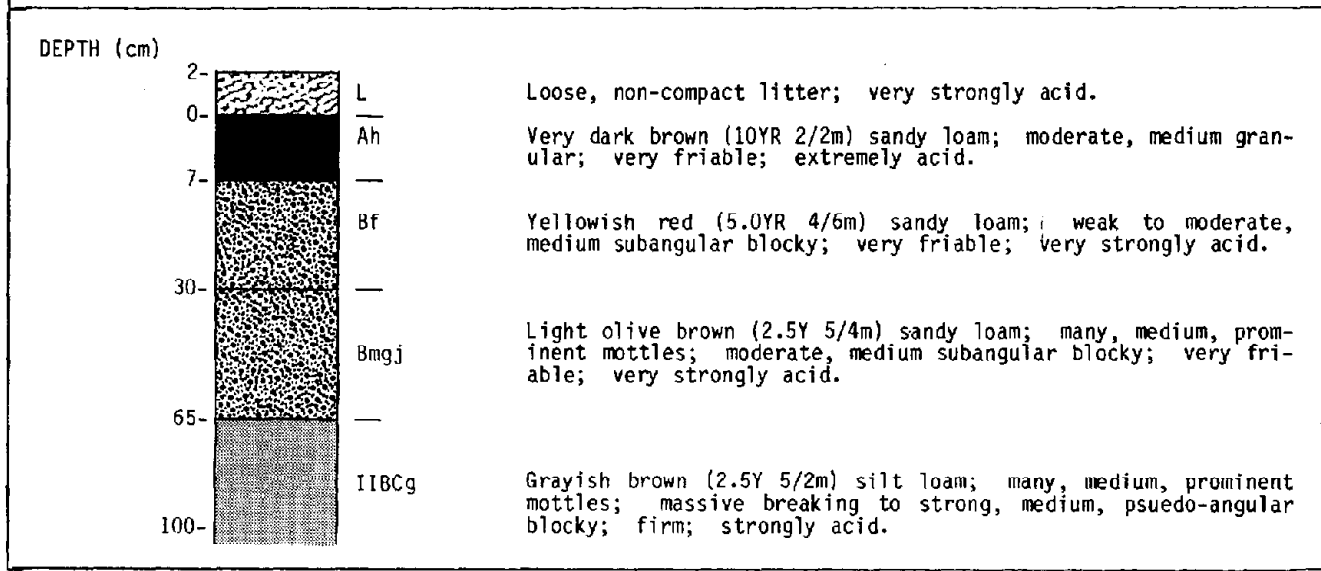 DEPTH (cm)
2-
L
Loose, non-compact litter; very strongly acid.
0-
Ah
Very dark brown (10YR 2/2m) sandy loam; moderate, medium gran-
ular; very friable; extremely acid.
7-
Bf
Yellowish red (5.0YR 4/6m) sandy loam; weak to moderate,
medium subangular blocky; very friable; very strongly acid.
30-
Bmgj
Light olive brown (2.5Y 5/4m) sandy loam; many, medium, prom-
inent mottles; moderate, medium subangular blocky; very fri-
able; very strongly acid.
65-
IIBCg
Grayish brown (2.5Y 5/2m) silt loam; many, medium, prominent
mottles; massive breaking to strong, medium, psuedo-angular
blocky; firm; strongly acid.
100-